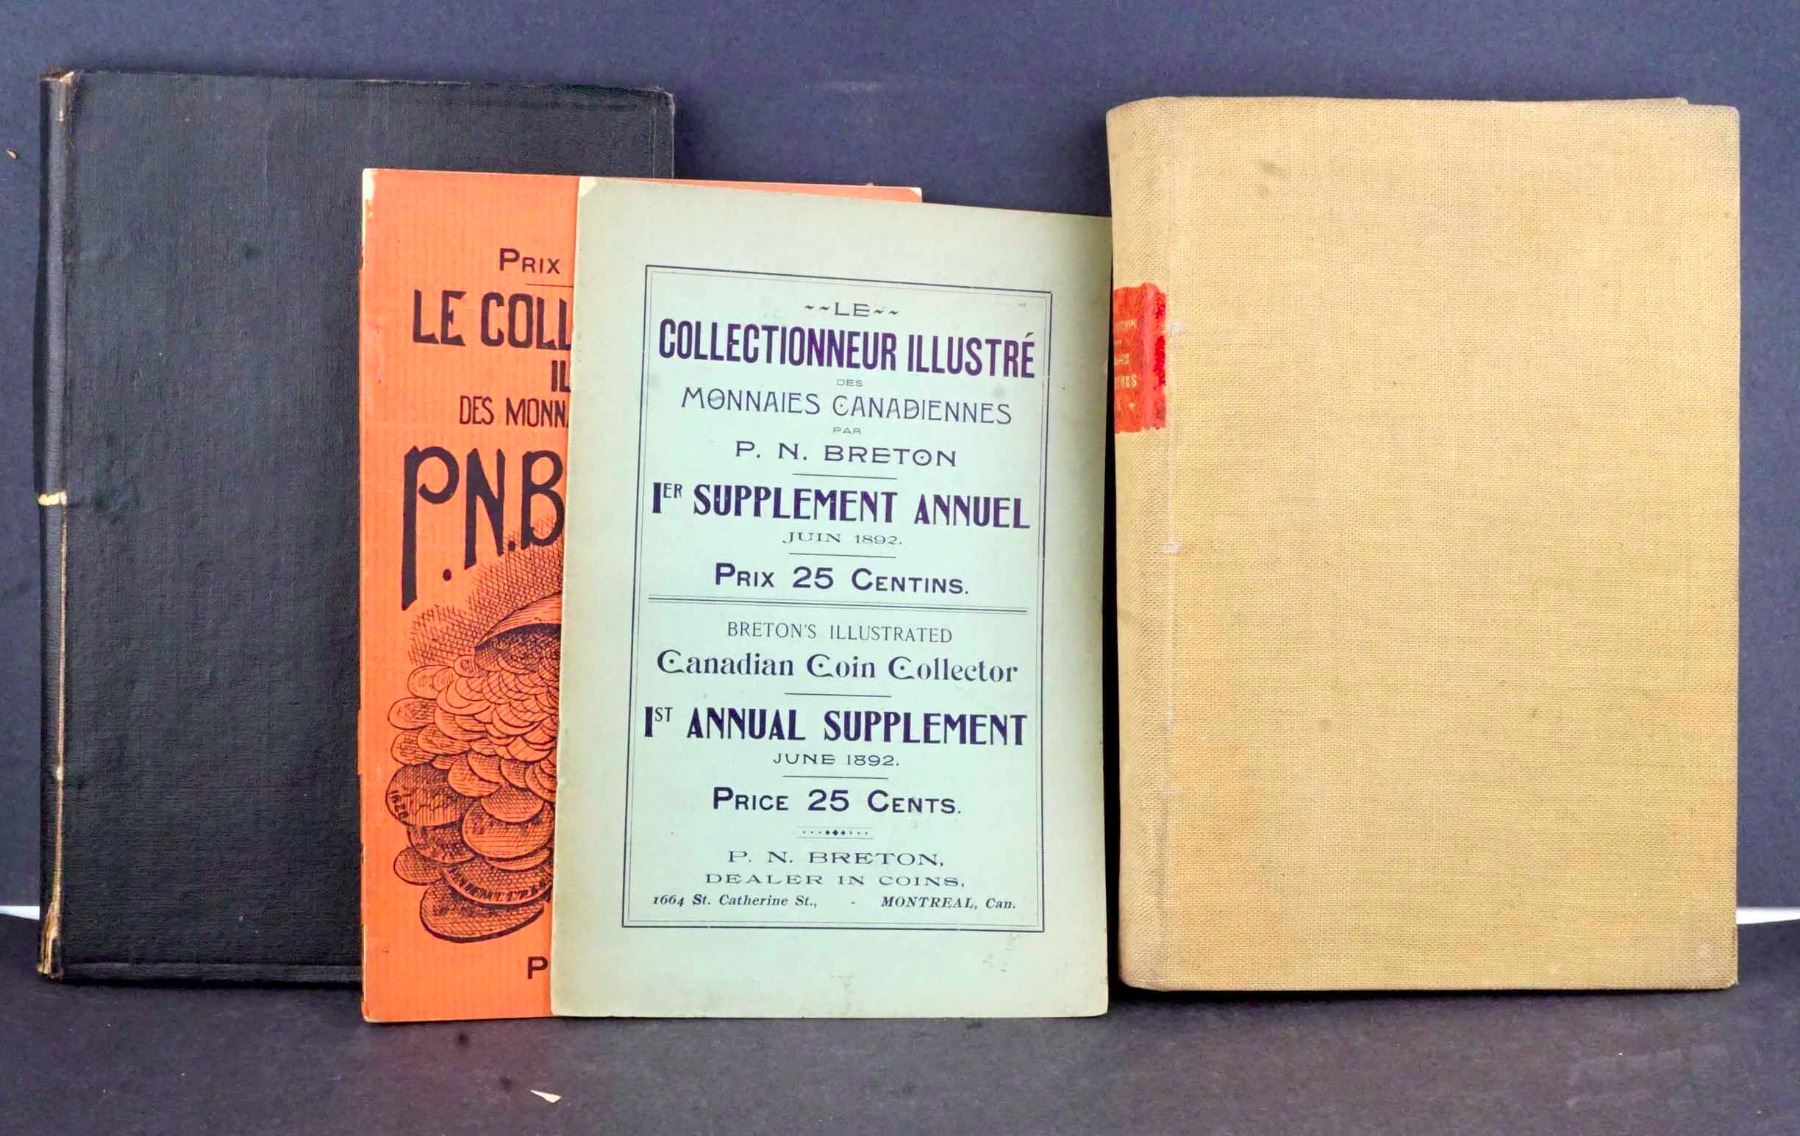 PRIX
LE COLL
IL
DES MONN
P.N.B
P
~~LE~~
COLLECTIONNEUR ILLUSTRÉ
DES
MONNAIES CANADIENNES
PAR
P. N. BRETON
1ER SUPPLEMENT ANNUEL
JUIN 1892.
PRIX 25 CENTINS.
BRETON'S ILLUSTRATED
Canadian Coin Collector
1ST ANNUAL SUPPLEMENT
JUNE 1892.
PRICE 25 CENTS.
P. N. BRETON,
DEALER IN COINS,
1664 St. Catherine St., - MONTREAL, Can.